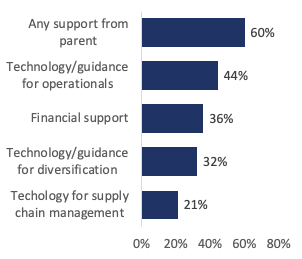 Any support from
parent
60%
Technology/guidance
for operationals
44%
Financial support
36%
Technology/guidance
for diversification
32%
Techology for supply
chain management
21%
0% 20% 40% 60% 80%